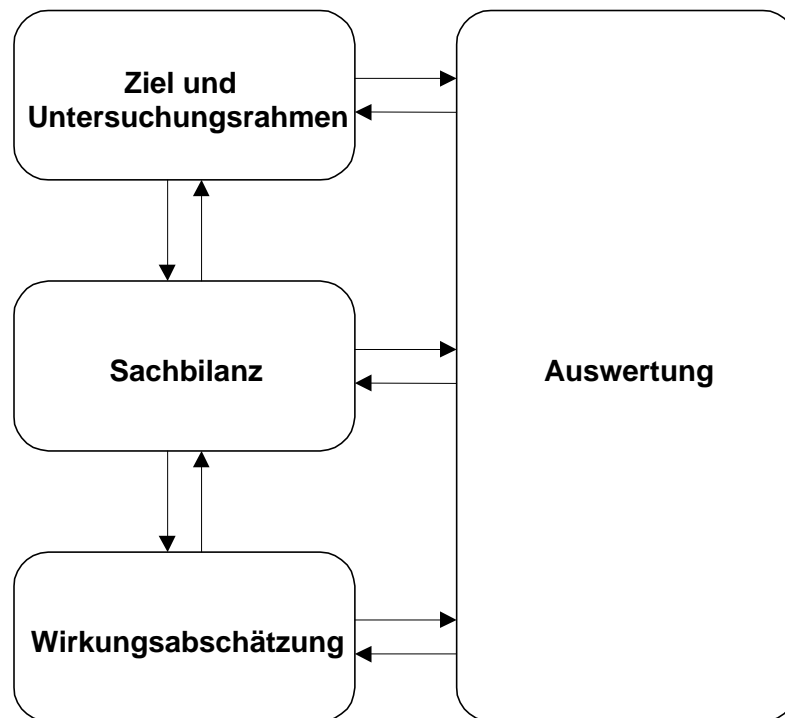 Ziel und
Untersuchungsrahmen
Sachbilanz
Auswertung
Wirkungsabschätzung